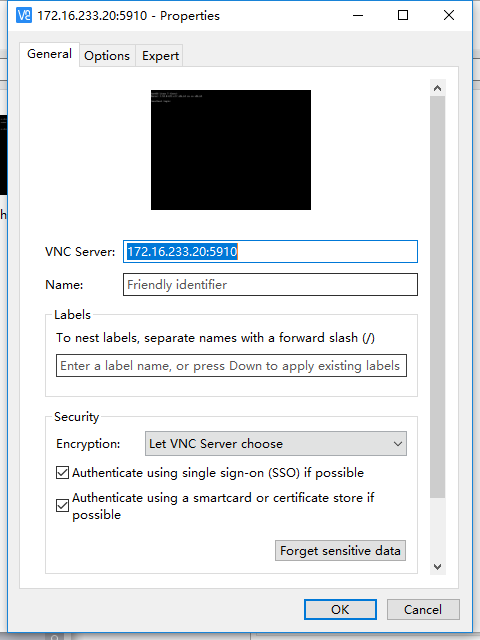 172.16.233.20:5910 - Properties
General
Options
Expert
VNC Server:
172.16.233.20:5910
Name:
Friendly identifier
Labels
To nest labels, separate names with a forward slash (/)
Enter a label name, or press Down to apply existing labels
Security
Encryption:
Let VNC Server choose
Authenticate using single sign-on (SSO) if possible
Authenticate using a smartcard or certificate store if
possible
Forget sensitive data
OK
Cancel